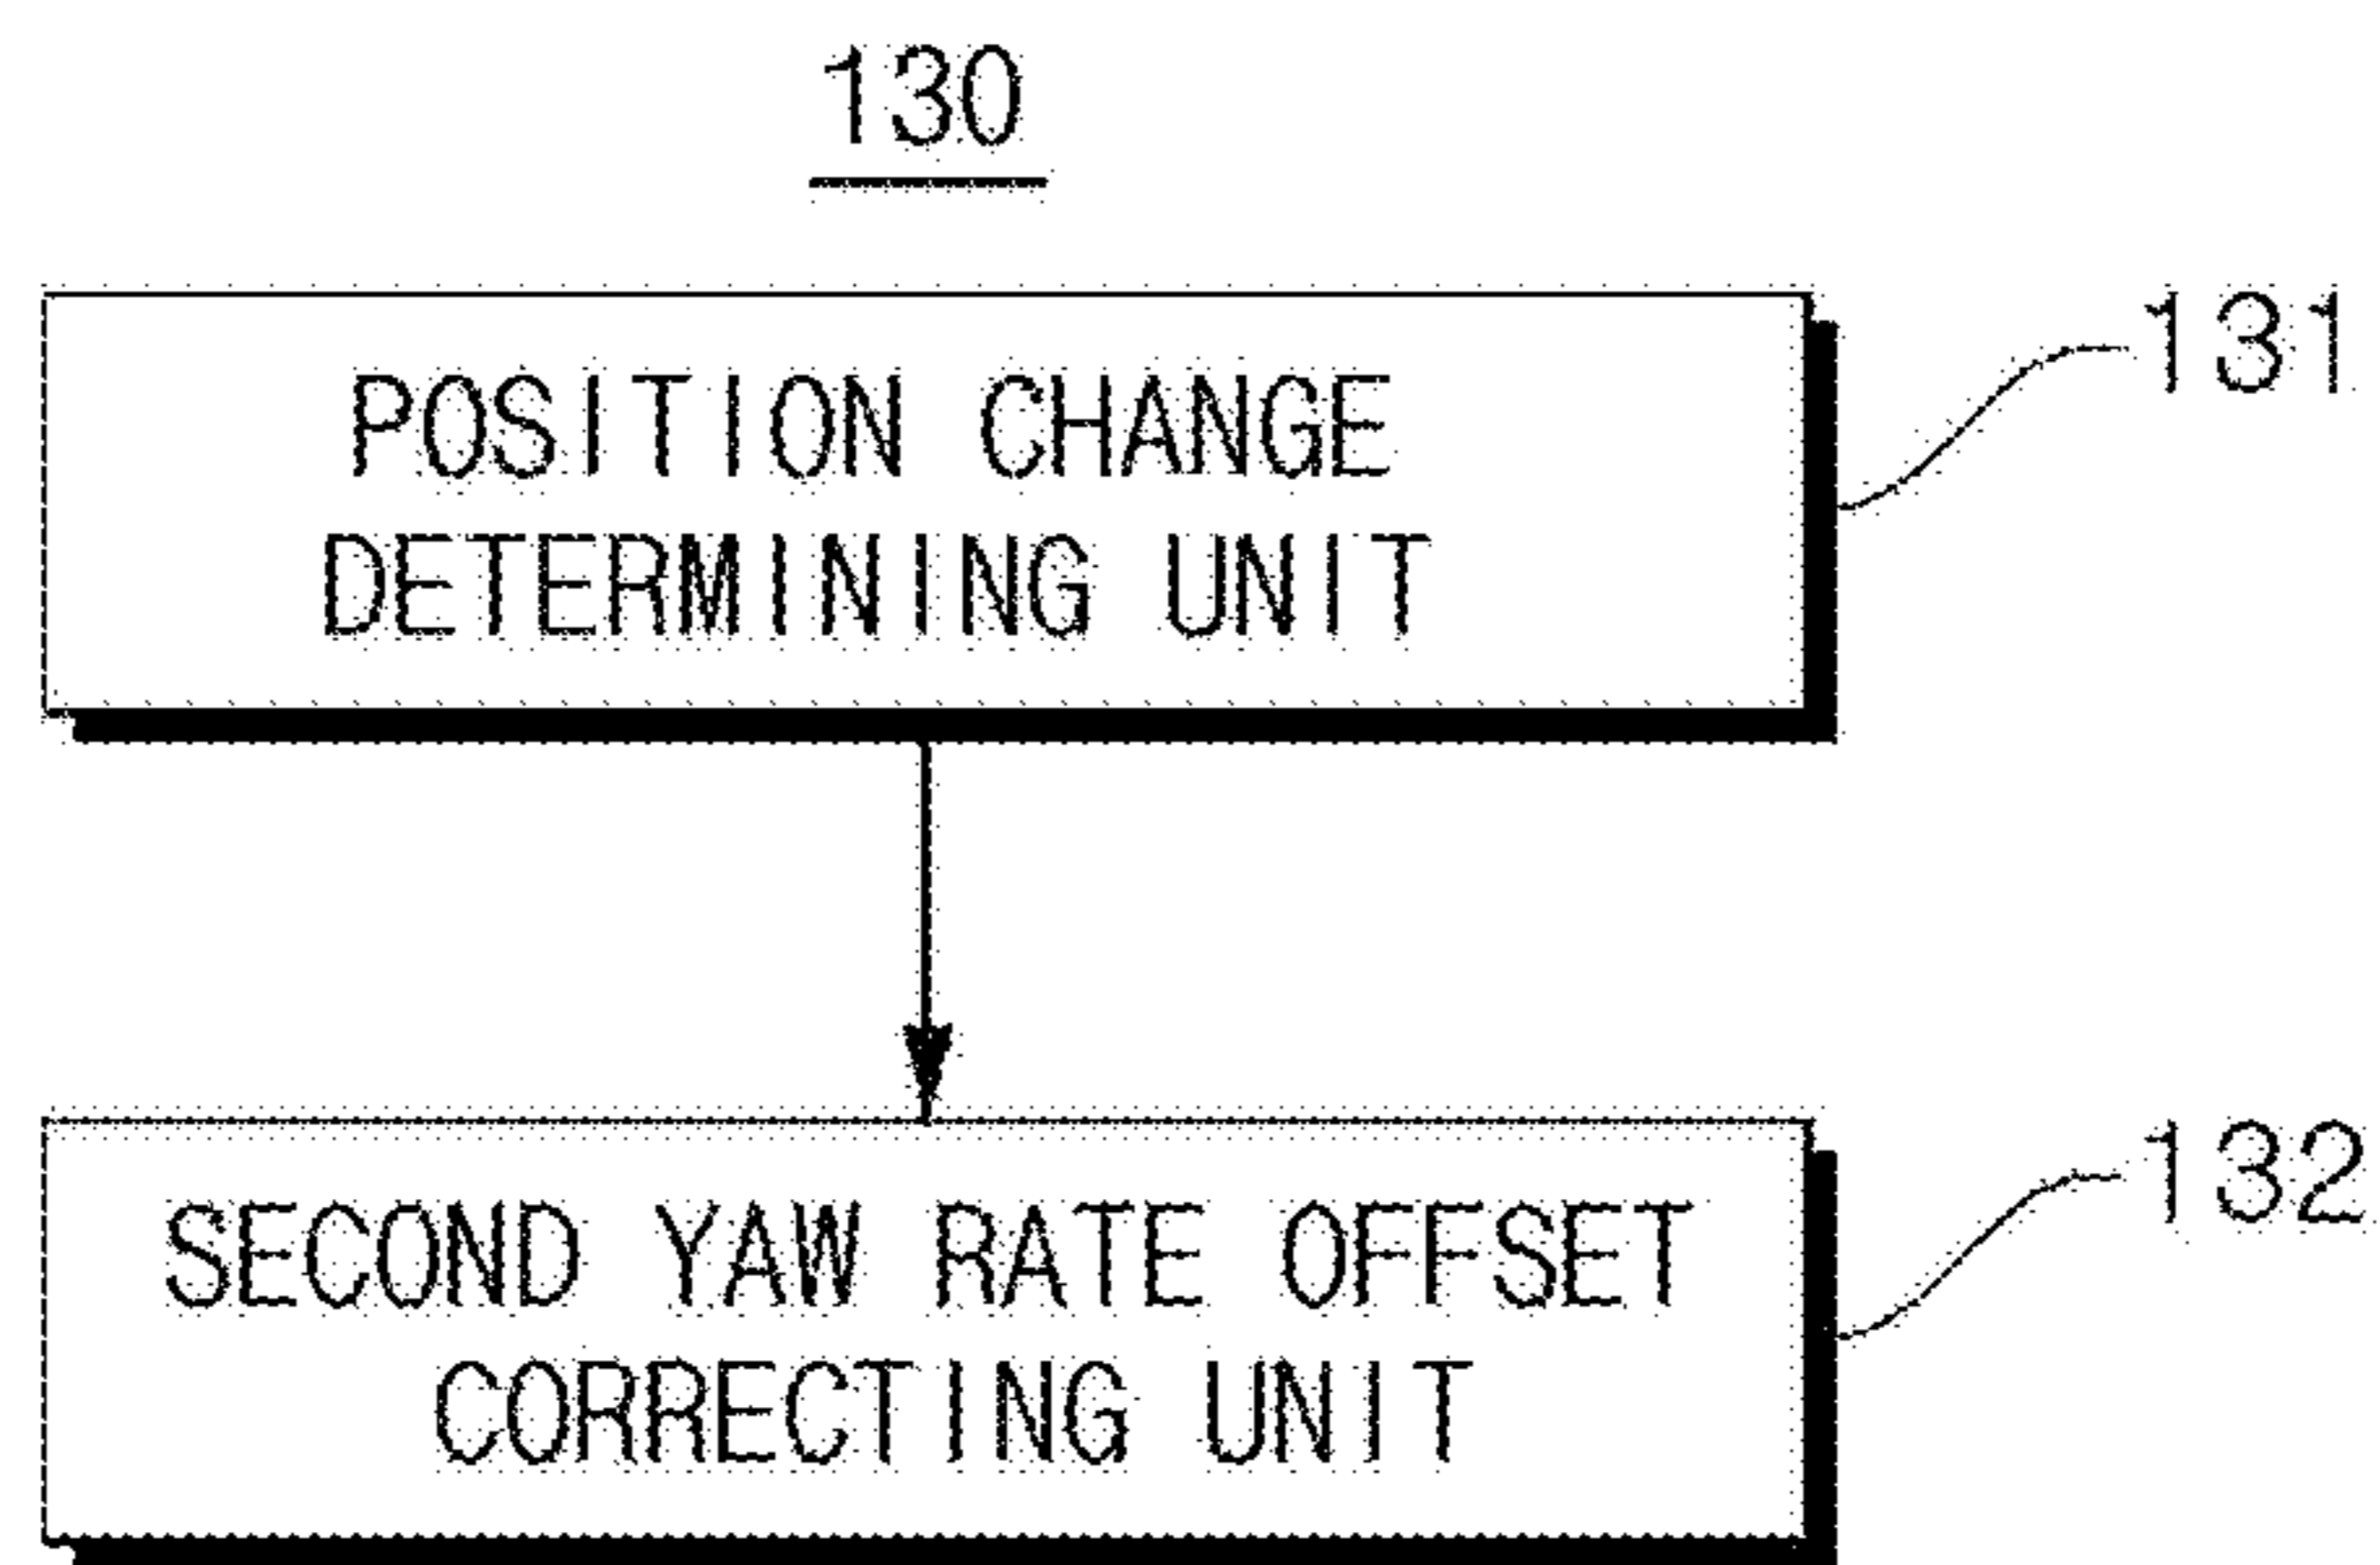 130
POSITION CHANGE
DETERMINING UNIT
131
SECOND YAW RATE OFFSET
CORRECTING UNIT
132